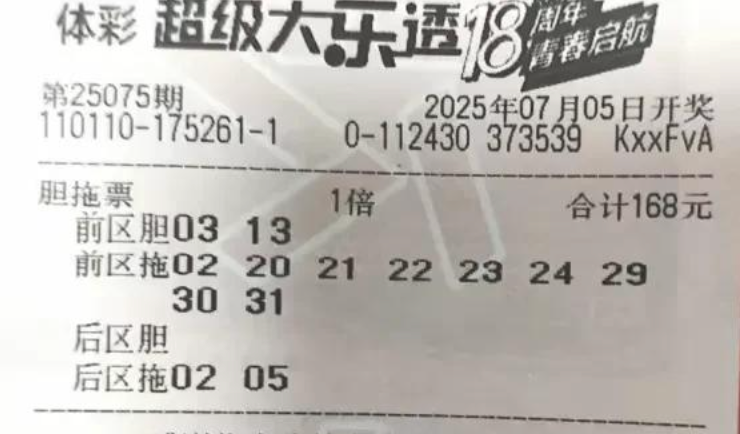 体彩 超级大乐透 18周年 青春启航
第25075期 2025年07月05日开奖
110110-175261-1 0-112430 373539 KxxFvA
胆拖票 1倍 合计168元
前区胆03 13
前区拖02 20 21 22 23 24 29
30 31
后区胆
后区拖02 05